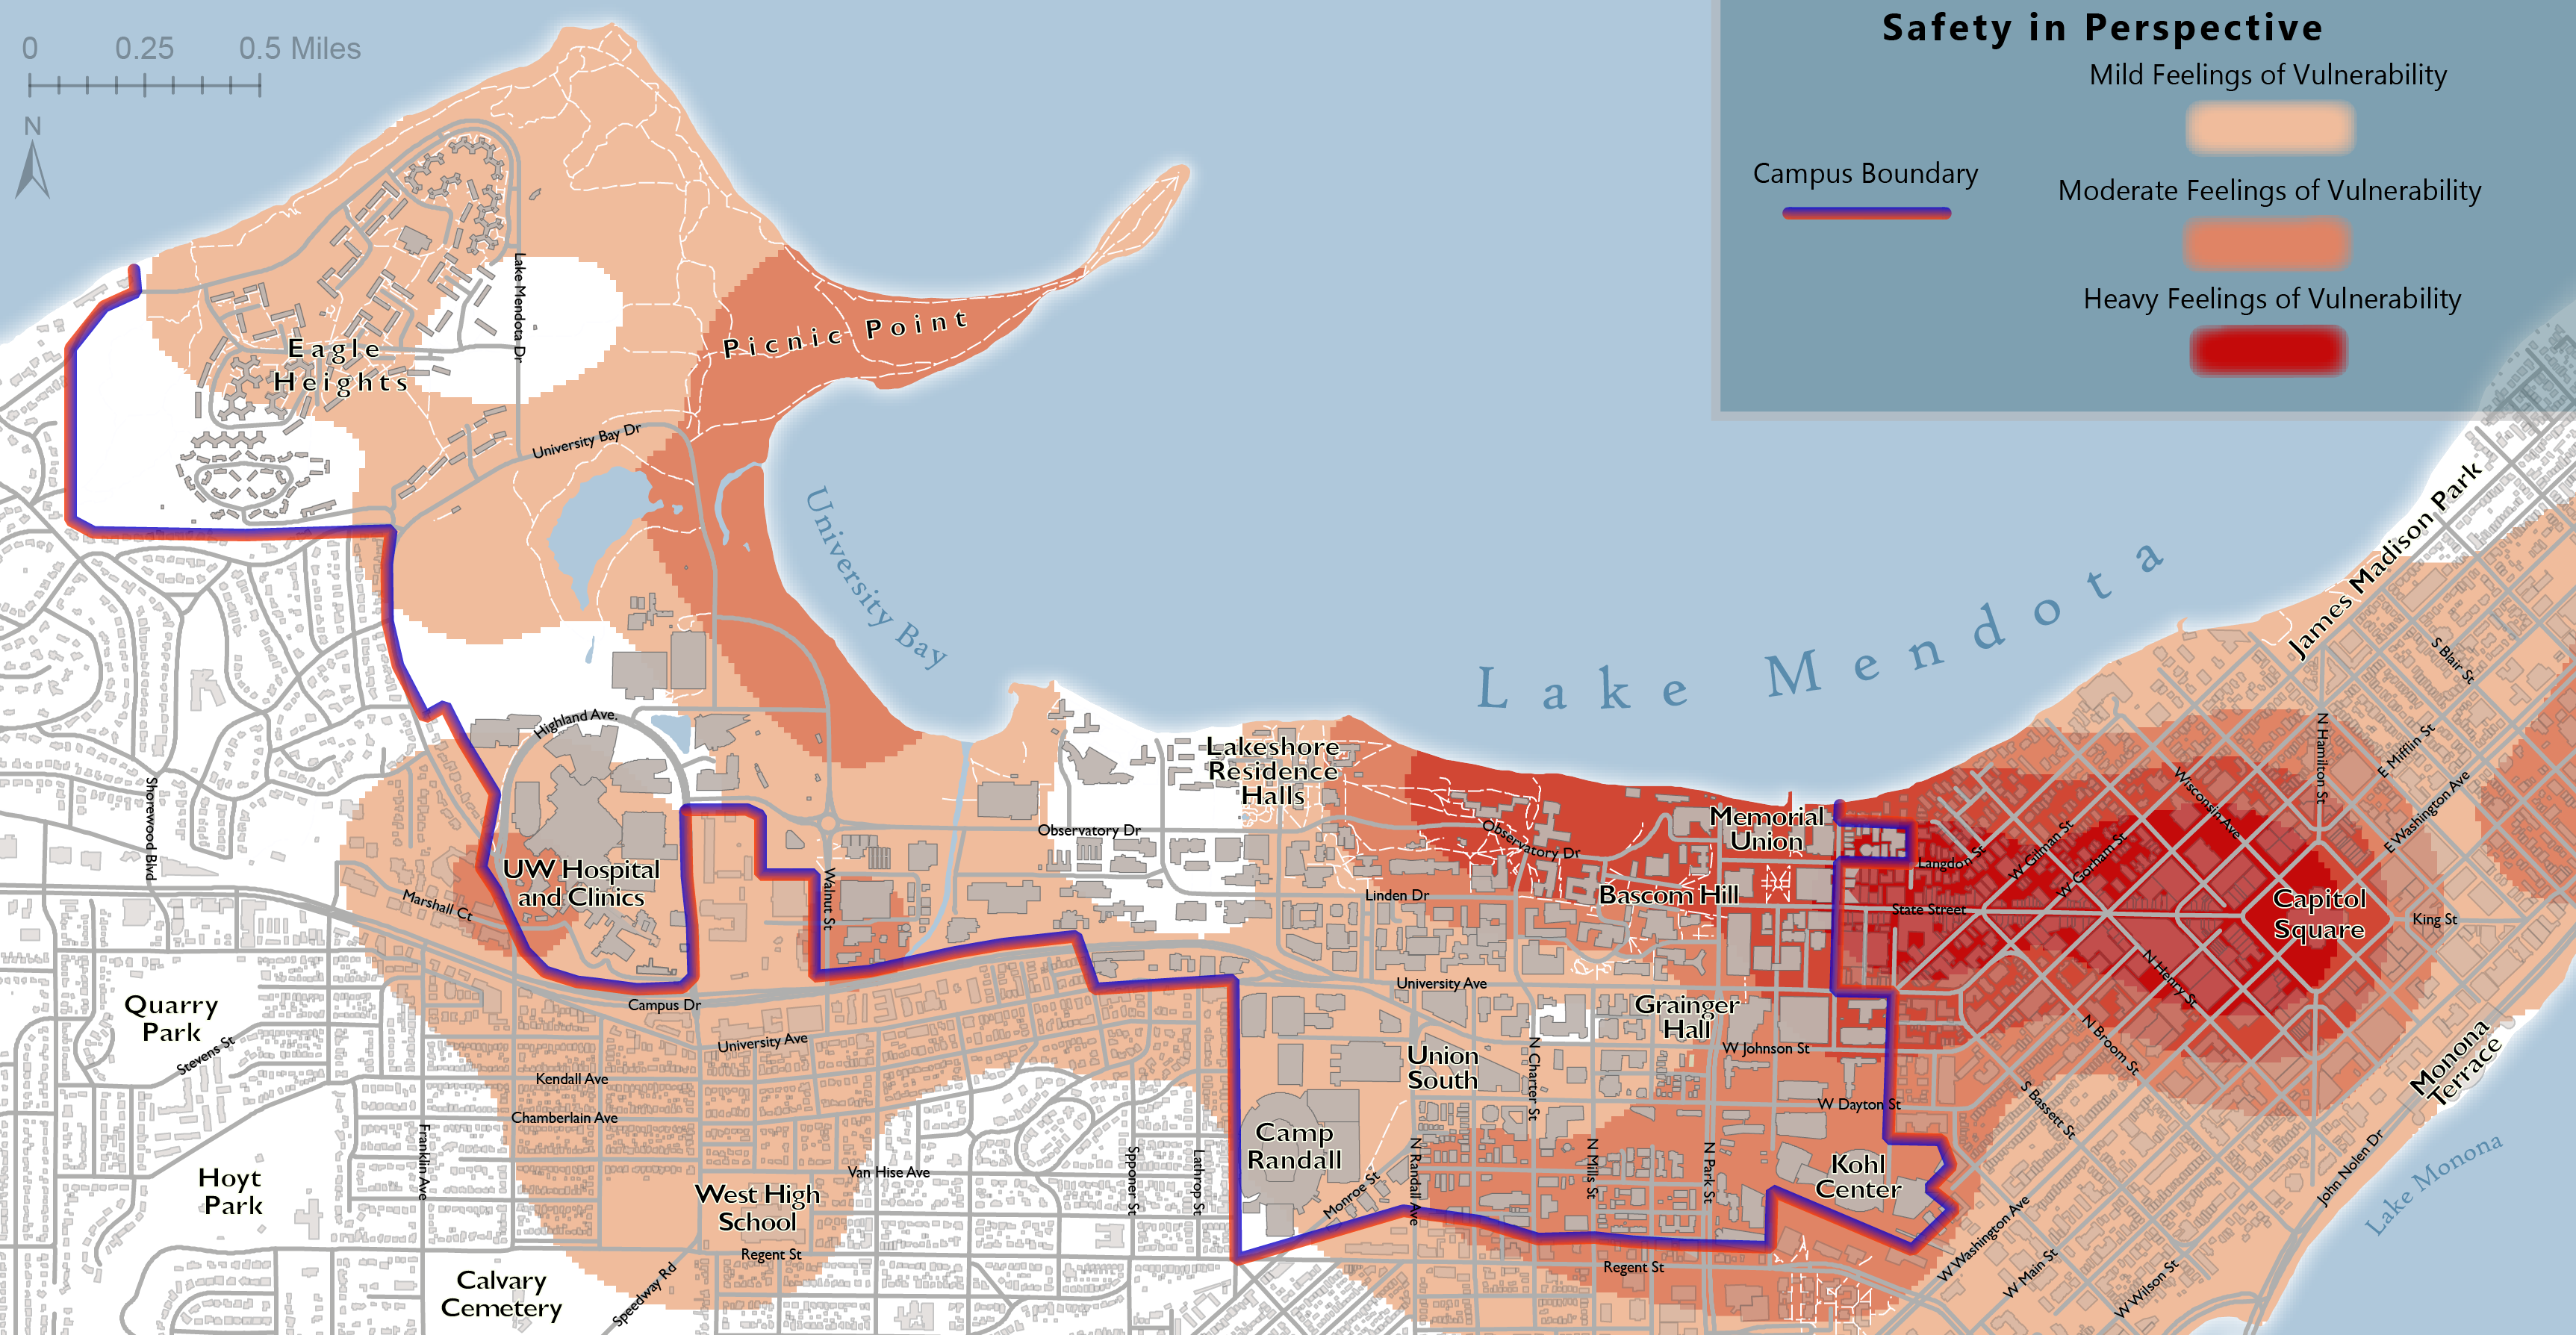 0 0.25 0.5 Miles
N
Safety in Perspective
Mild Feelings of Vulnerability
Campus Boundary
Moderate Feelings of Vulnerability
Heavy Feelings of Vulnerability
Lake Mendota Dr
Picnic Point
Eagle
Heights
University Bay Dr
University Bay
Lake Mendota
James Madison Park
S Blair St
N Hamilton St
E Mifflin St
E Washington Ave
Wisconsin Ave
Highland Ave.
Shorewood Blvd
Lakeshore
Residence
Halls
Observatory Dr
Observatory Dr
Memorial
Union
Langdon St
W Gilman St
W Gorham St
UW Hospital
and Clinics
Marshall Ct
Walnut St
Linden Dr
Bascom Hill
State Street
Capitol
Square
King St
N Henry St
Quarry
Park
Stevens St
Campus Dr
University Ave
University Ave
Grainger
Hall
W Johnson St
N Broom St
Monona
Terrace
Kendall Ave
Chamberlain Ave
Union
South
N Charter St
W Dayton St
S Bassett St
Franklin Ave
Hoyt
Park
Van Hise Ave
Spponer St
Lathrop St
Camp
Randall
Monroe St
N Randall Ave
N Mills St
N Park St
Kohl
Center
John Nolen Dr
Lake Monona
West High
School
Regent St
Regent St
W Washington Ave
W Main St
W Wilson St
Calvary
Cemetery
Speedway Rd